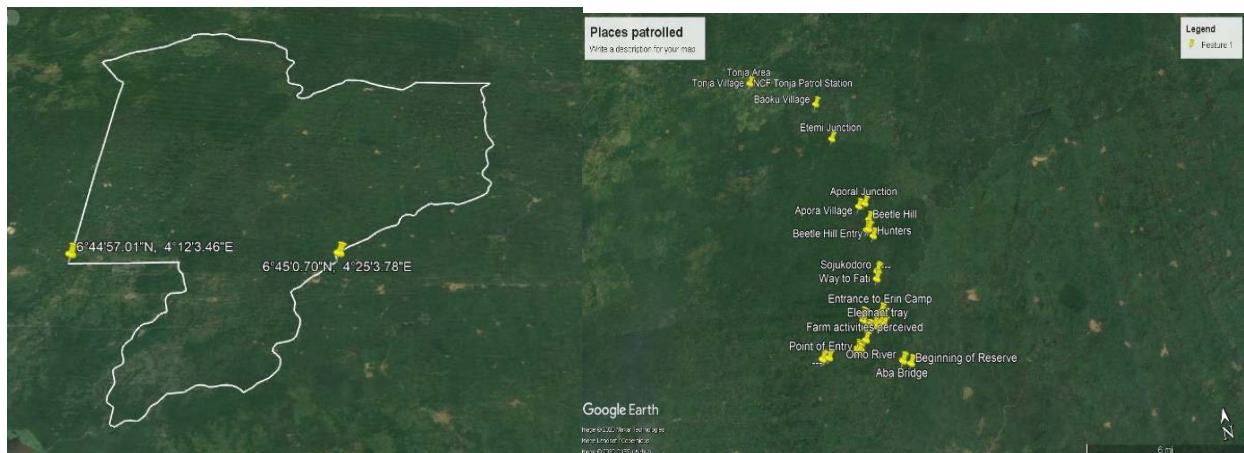 6°44'57.01"N, 4°12'3.46"E
6°45'0.70"N, 4°25'3.78"E
Places patrolled
Write a description for your map
Legend
Feature 1
Tonja Area
Tonja Village
NCF Tonja Patrol Station
Baoku Village
Etemi Junction
Aporal Junction
Apora Village
Beetle Hill
Beetle Hill Entry
Hunters
Sojukodoro
Way to Fati
Entrance to Erin Camp
Elephant tray
Farm activities perceived
Point of Entry
Omo River
Beginning of Reserve
Aba Bridge
Google Earth
N
6 mi